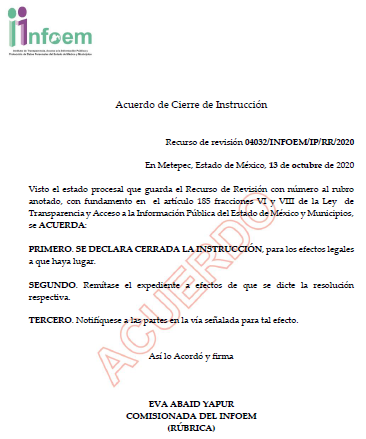 infoem
Instituto de Transparencia, Acceso a la Información Pública y
Protección de Datos Personales del Estado de México y Municipios
Acuerdo de Cierre de Instrucción
Recurso de revisión 04032/INFOEM/IP/RR/2020
En Metepec, Estado de México, 13 de octubre de 2020
Visto el estado procesal que guarda el Recurso de Revisión con número al rubro
anotado, con fundamento en el artículo 185 fracciones VI y VIII de la Ley de
Transparencia y Acceso a la Información Pública del Estado de México y Municipios,
se ACUERDA:
PRIMERO. SE DECLARA CERRADA LA INSTRUCCIÓN, para los efectos legales
a que haya lugar.
SEGUNDO. Remítase el expediente a efectos de que se dicte la resolución
respectiva.
TERCERO. Notifíquese a las partes en la vía señalada para tal efecto.
Así lo Acordó y firma
ACUERDO
EVA ABAID YAPUR
COMISIONADA DEL INFOEM
(RÚBRICA)